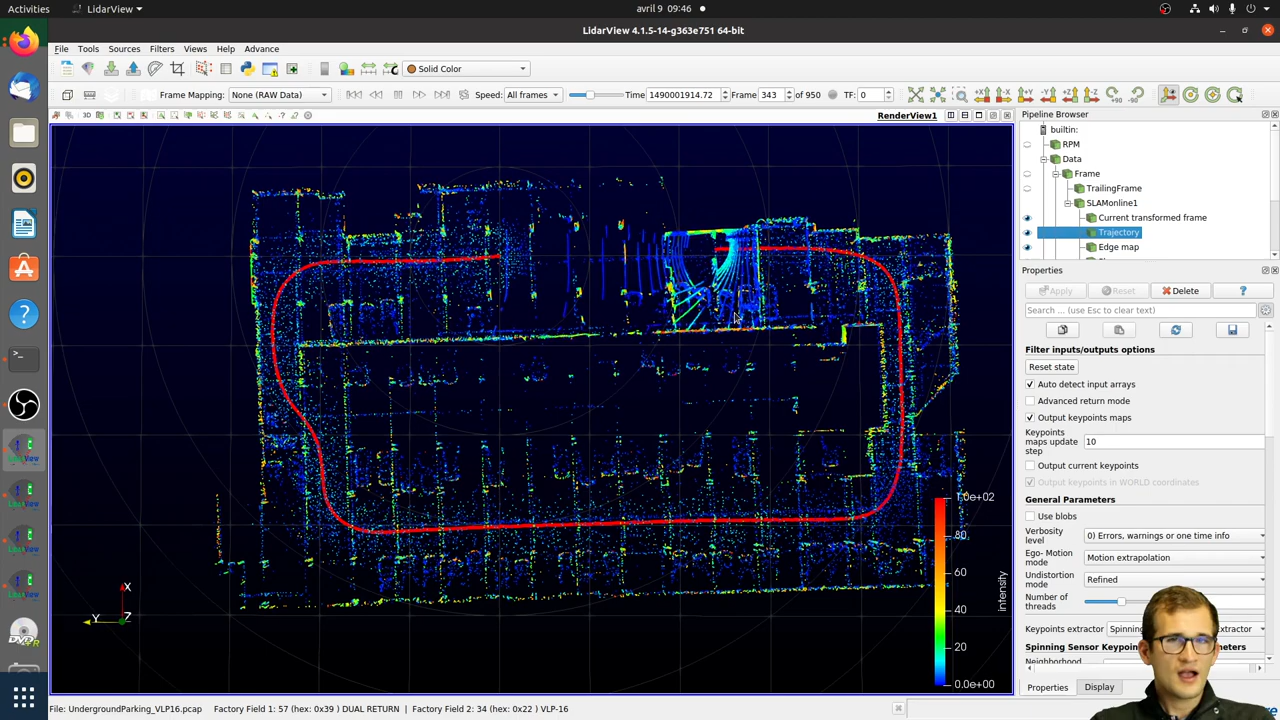 Activities LidarView avril 9 09:46
LidarView 4.1.5-14-g363e751 64-bit
File Tools Sources Filters Views Help Advance
Solid Color
Frame Mapping: None (RAW Data) Speed: All frames Time 1490001914.72 Frame 343 of 950 TF: 0
3D RenderView1
Pipeline Browser
builtin:
RPM
Data
Frame
TrailingFrame
SLAMonline1
Current transformed frame
Trajectory
Edge map
Properties
Apply Reset Delete ?
Search ... (use Esc to clear text)
Filter inputs/outputs options
Reset state
Auto detect input arrays
Advanced return mode
Output keypoints maps
Keypoints maps update step 10
Output current keypoints
Output keypoints in WORLD coordinates
General Parameters
Use blobs
Verbosity level 0) Errors, warnings or one time info
Ego- Motion mode Motion extrapolation
Undistortion mode Refined
Number of threads
Keypoints extractor
Properties Display
1.0e+02
80
60
40
20
0.0e+00
intensity
X
Y Z
File: UndergroundParking_VLP16.pcap Factory Field 1: 57 (hex: 0x39 ) DUAL RETURN | Factory Field 2: 34 (hex: 0x22 ) VLP-16